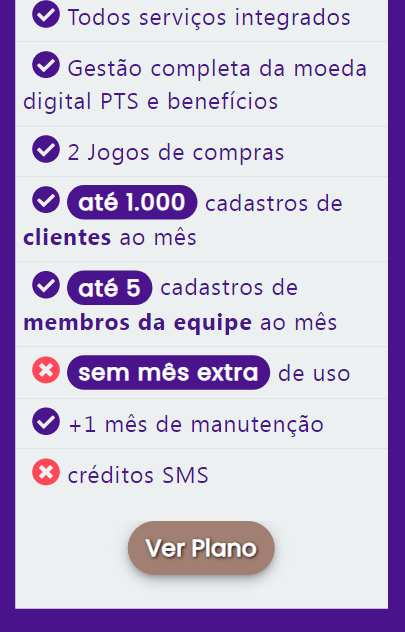 Todos serviços integrados
Gestão completa da moeda
digital PTS e benefícios
2 Jogos de compras
até 1.000 cadastros de
clientes ao mês
até 5 cadastros de
membros da equipe ao mês
sem mês extra de uso
+1 mês de manutenção
créditos SMS
Ver Plano